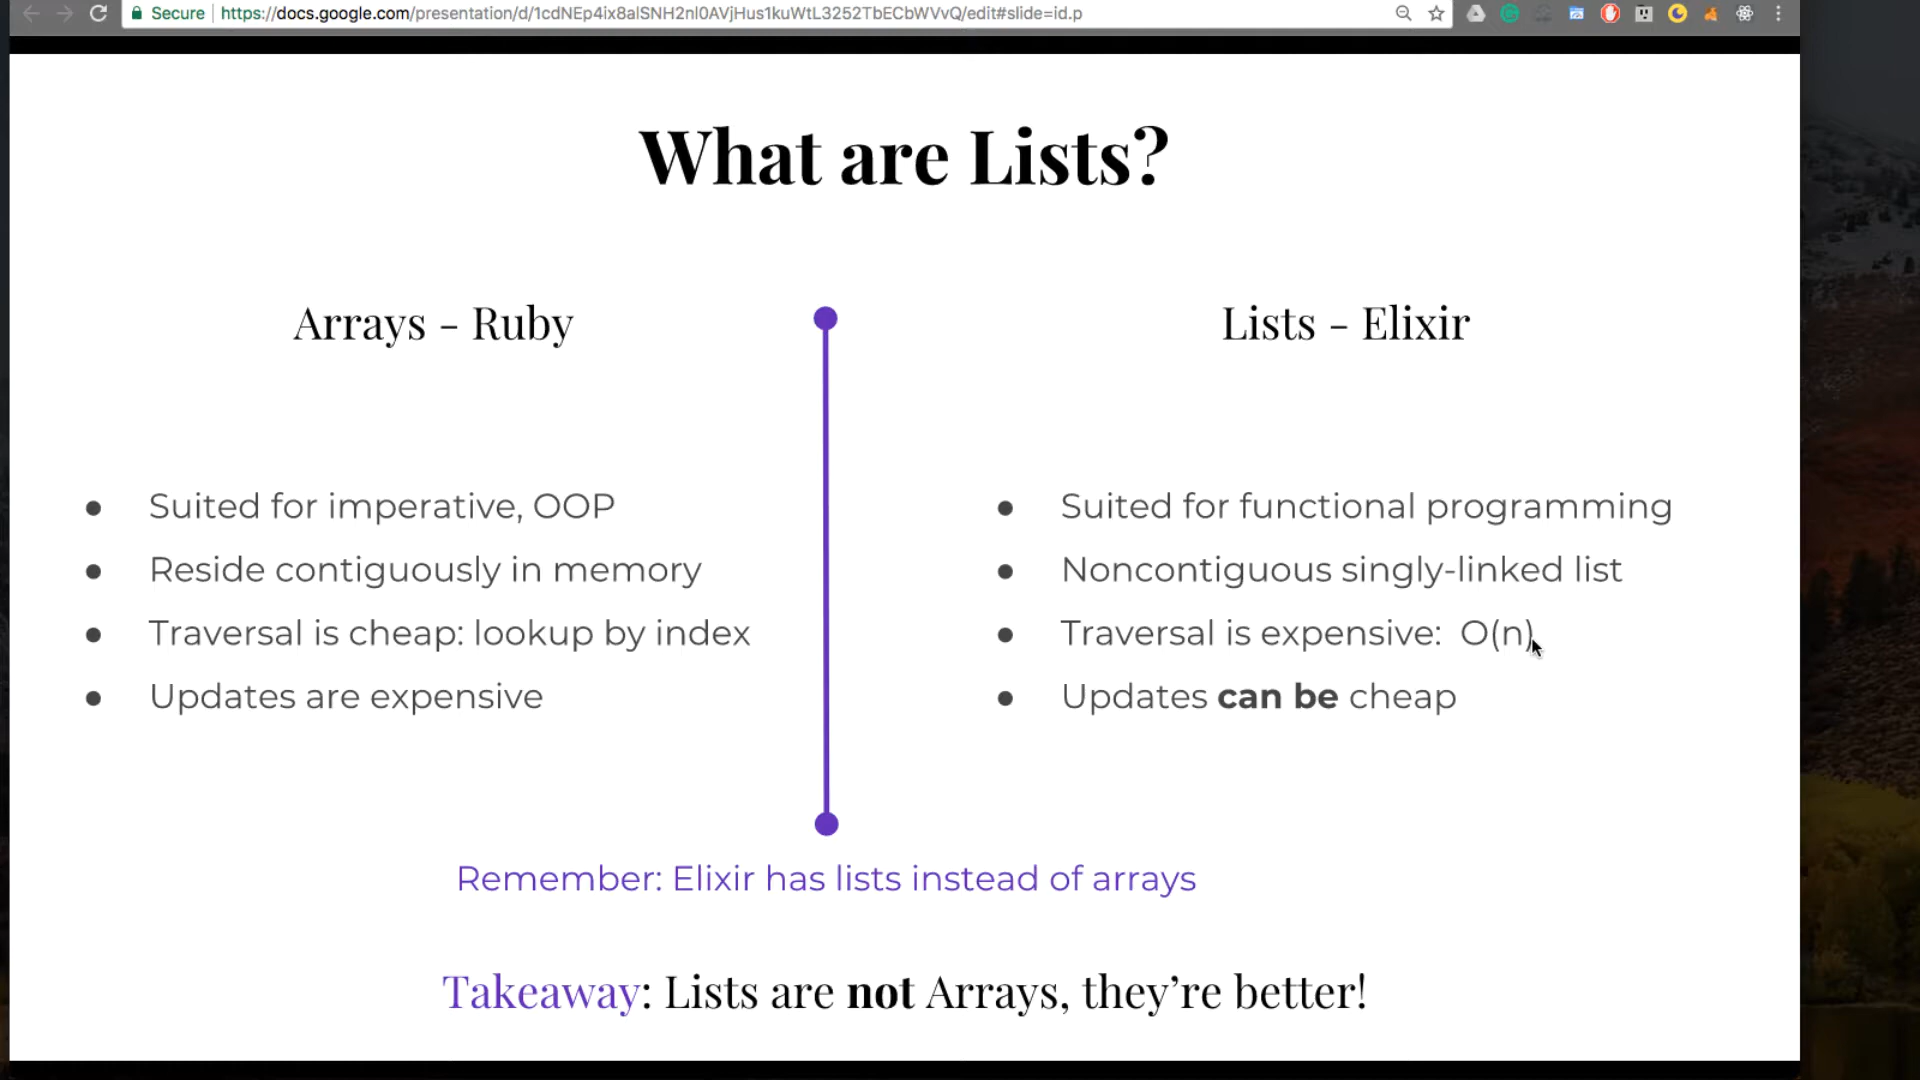 Secure https://docs.google.com/presentation/d/1cdNEp4ix8alSNH2nl0AVjHus1kuWtL3252TbECbWVvQ/edit#slide=id.p
What are Lists?
Arrays - Ruby
Suited for imperative, OOP
Reside contiguously in memory
Traversal is cheap: lookup by index
Updates are expensive
Lists - Elixir
Suited for functional programming
Noncontiguous singly-linked list
Traversal is expensive: O(n)
Updates can be cheap
Remember: Elixir has lists instead of arrays
Takeaway: Lists are not Arrays, they're better!